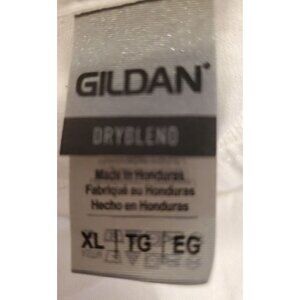 GILDAN
DRYBLEND
Made in Honduras
Fabriqué au Honduras
Hecho en Honduras
XL TG EG